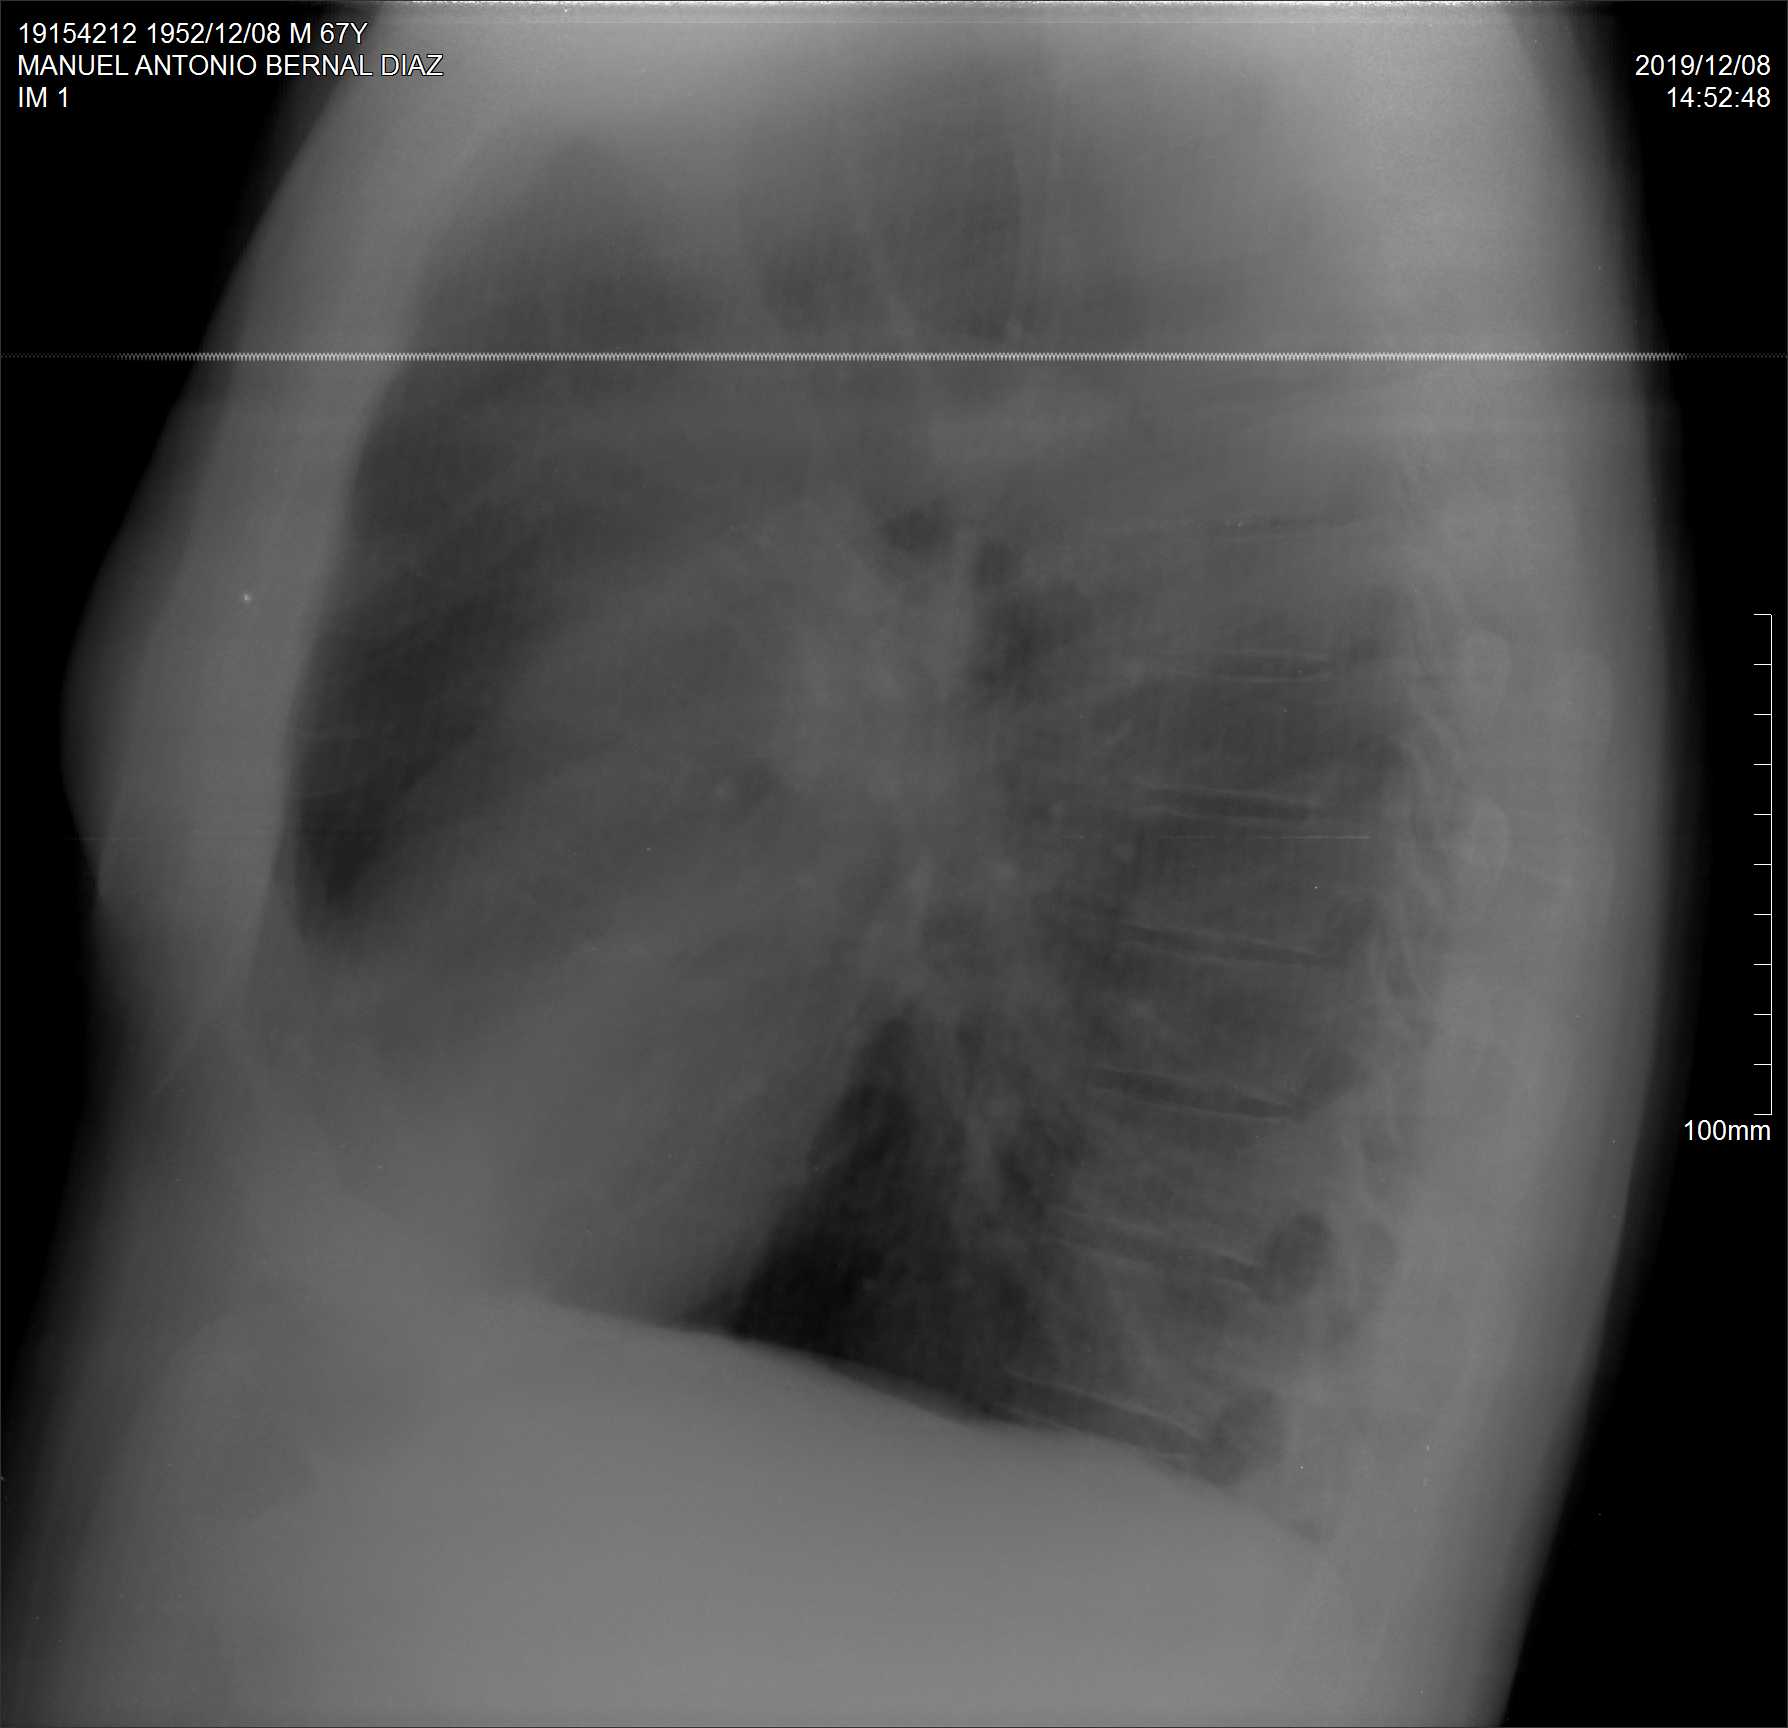 19154212 1952/12/08 M 67Y
MANUEL ANTONIO BERNAL DIAZ
IM 1
2019/12/08
14:52:48
100mm